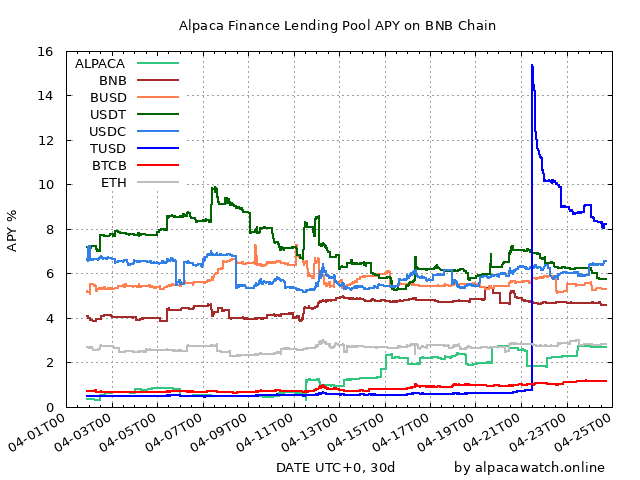 Alpaca Finance Lending Pool APY on BNB Chain
16
14
12
10
8
6
4
2
0
APY %
ALPACA
BNB
BUSD
USDT
USDC
TUSD
BTCB
ETH
04-01T00
04-03T00
04-05T00
04-07T00
04-09T00
04-11T00
04-13T00
04-15T00
04-17T00
04-19T00
04-21T00
04-23T00
04-25T00
DATE UTC+0, 30d
by alpacawatch.online